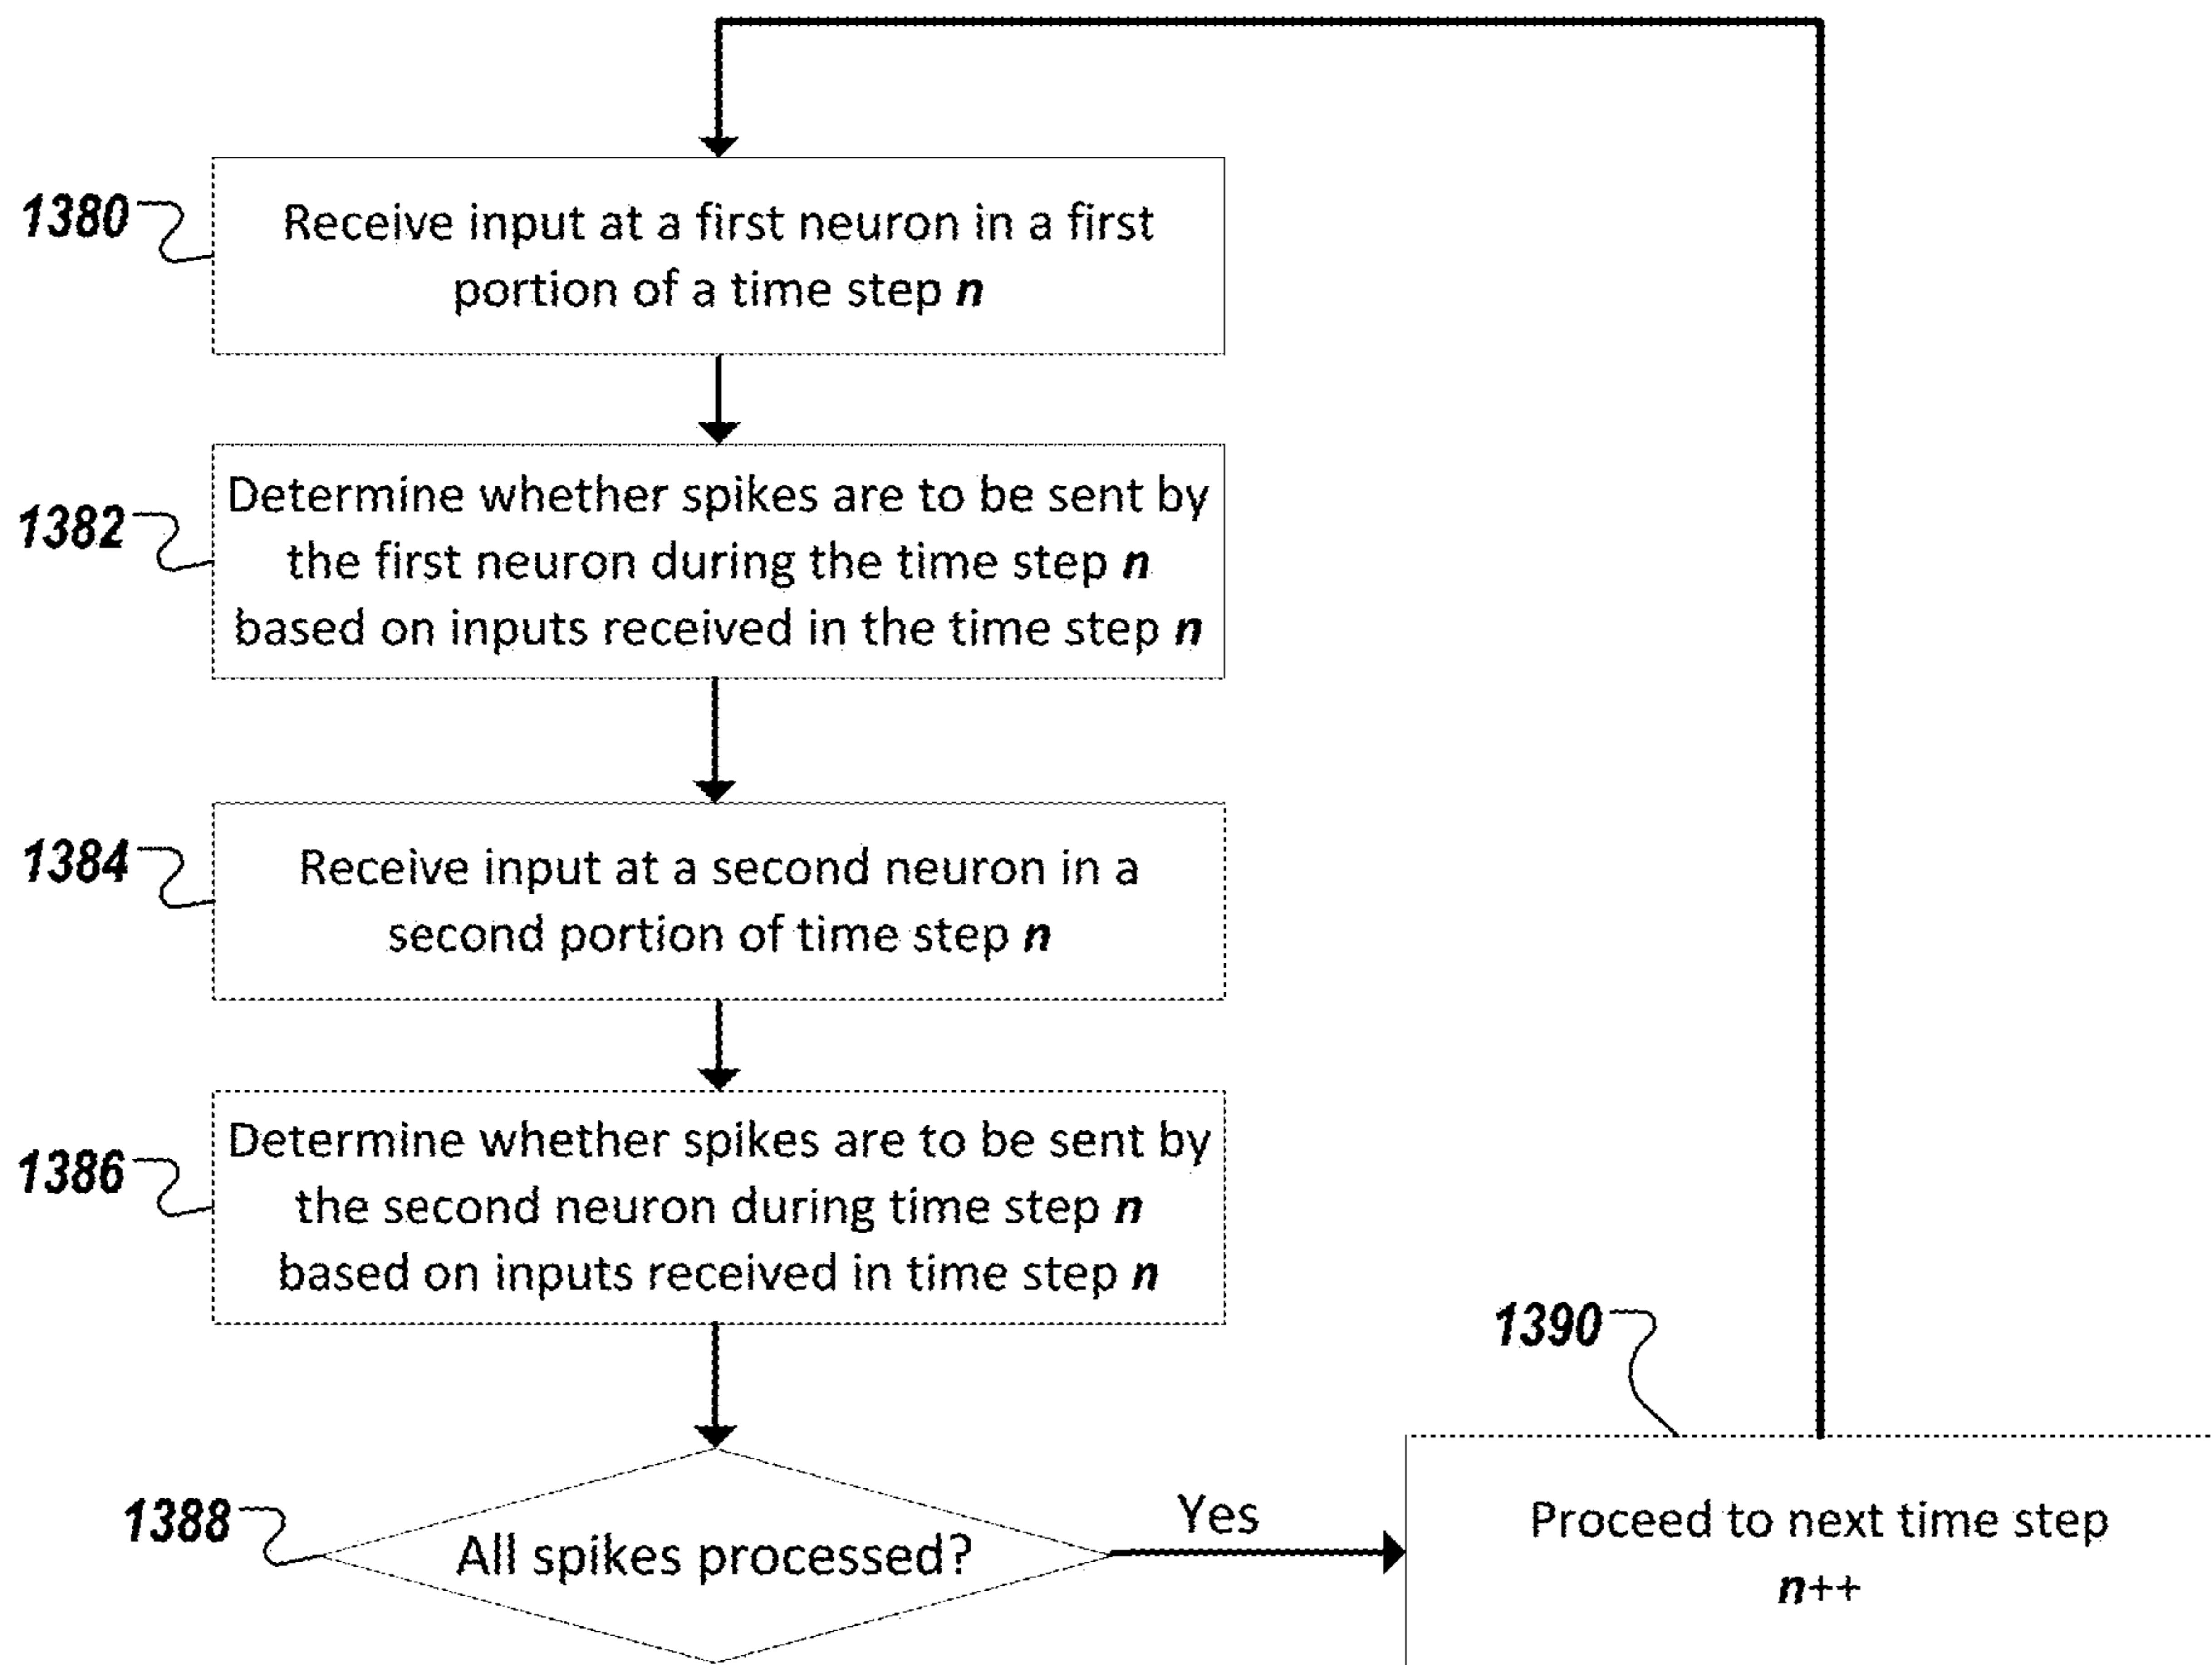 1380
Receive input at a first neuron in a first
portion of a time step n
1382
Determine whether spikes are to be sent by
the first neuron during the time step n
based on inputs received in the time step n
1384
Receive input at a second neuron in a
second portion of time step n
1386
Determine whether spikes are to be sent by
the second neuron during time step n
based on inputs received in time step n
1388
All spikes processed?
Yes
1390
Proceed to next time step
n++